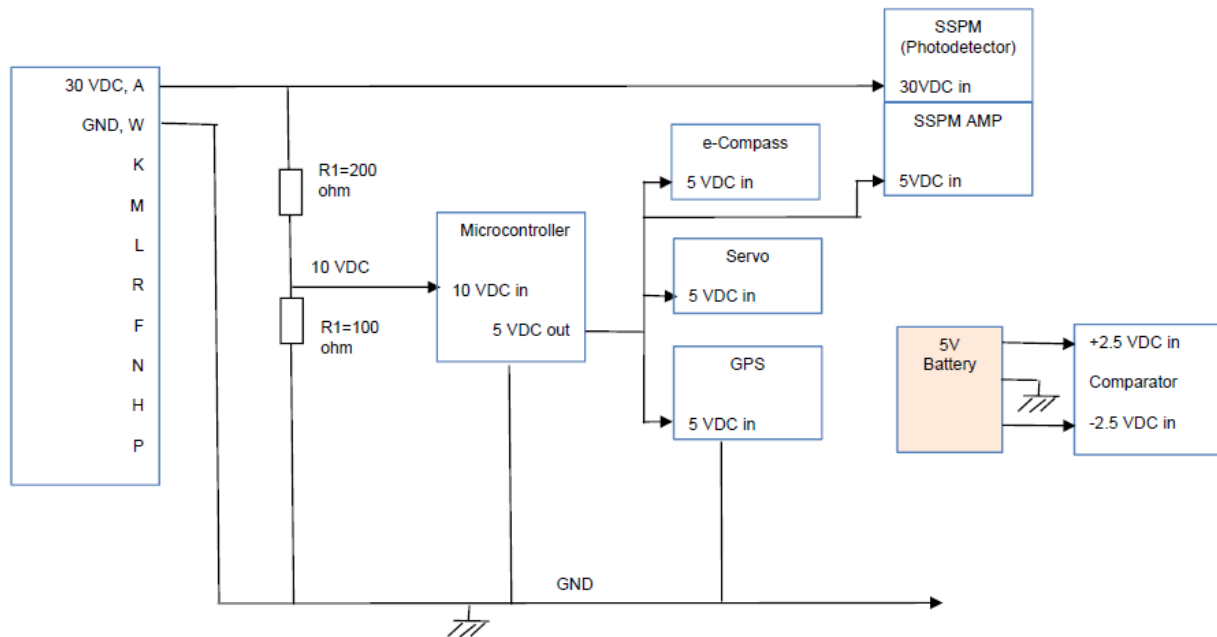 30 VDC, A
GND, W
K
M
L
R
F
N
H
P
R1=200
ohm
10 VDC
R1=100
ohm
Microcontroller
10 VDC in
5 VDC out
e-Compass
5 VDC in
Servo
5 VDC in
GPS
5 VDC in
SSPM
(Photodetector)
30VDC in
SSPM AMP
5VDC in
5V
Battery
+2.5 VDC in
Comparator
-2.5 VDC in
GND